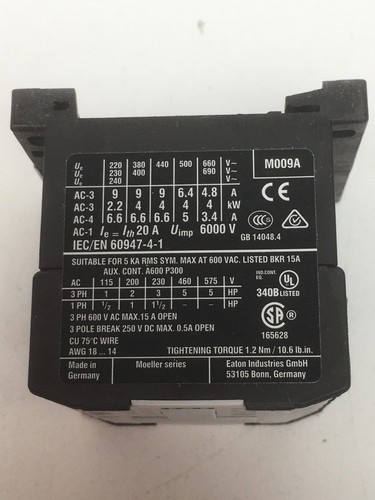 Ue 220 380 440 500 660 V~
Ue 230 400 690 V~
Ue 240 V~
M009A
AC-3 9 9 9 6.4 4.8 A
AC-3 2.2 4 4 4 4 kW
AC-4 6.6 6.6 6.6 5 3.4 A
AC-1 Ie = Ith 20 A Uimp 6000 V
GB 14048.4
IEC/EN 60947-4-1
SUITABLE FOR 5 KA RMS SYM. MAX AT 600 VAC. LISTED BKR 15A
AUX. CONT. A600 P300
AC 115 200 230 460 575 V
3 PH 1 2 3 5 5 HP
1 PH 1/2 1 1 1/2 - - HP
IND.CONT. EQ.
UL
340B LISTED
3 PH 600 V AC MAX.15 A OPEN
3 POLE BREAK 250 V DC MAX. 0.5A OPEN
CU 75°C WIRE
165628
AWG 18 ... 14
TIGHTENING TORQUE 1.2 Nm / 10.6 lb.in.
Made in Germany
Moeller series
Eaton Industries GmbH
53105 Bonn, Germany